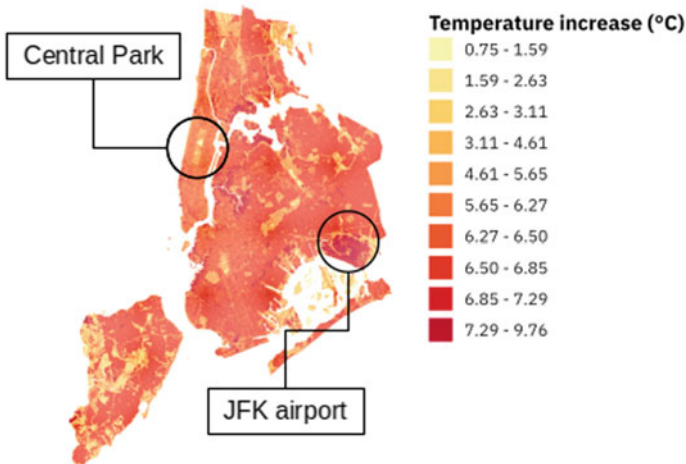 Temperature increase (°C)
0.75 - 1.59
1.59 - 2.63
2.63 - 3.11
3.11 - 4.61
4.61 - 5.65
5.65 - 6.27
6.27 - 6.50
6.50 - 6.85
6.85 - 7.29
7.29 - 9.76
Central Park
JFK airport